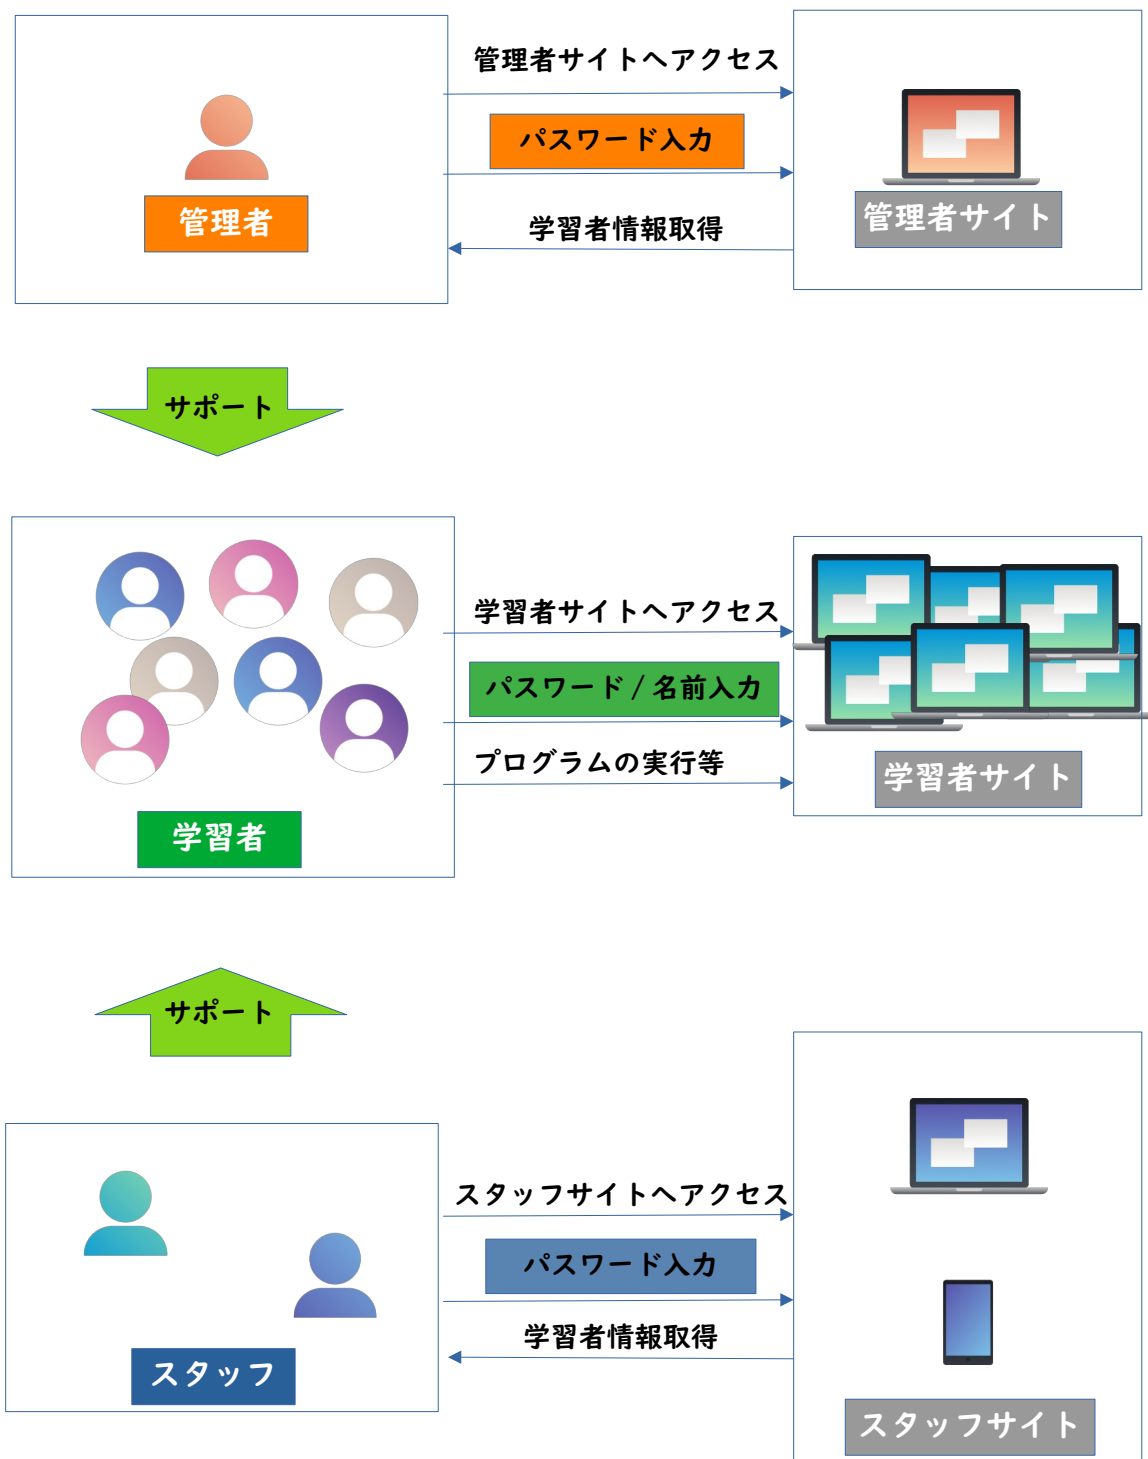 管理者サイトへアクセス
パスワード入力
管理者
管理者サイト
学習者情報取得
サポート
学習者サイトへアクセス
パスワード/名前入力
プログラムの実行等
学習者サイト
学習者
サポート
スタッフサイトへアクセス
パスワード入力
学習者情報取得
スタッフ
スタッフサイト